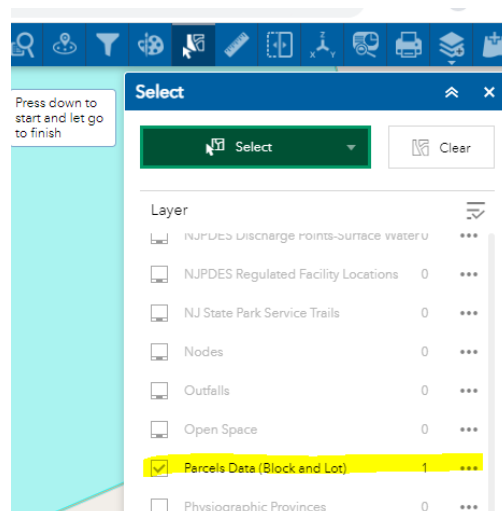 Press down to
start and let go
to finish
Select
Select
Clear
Layer
NJPDES Discharge Points-Surface Water 0
NJPDES Regulated Facility Locations 0
NJ State Park Service Trails 0
Nodes 0
Outfalls 0
Open Space 0
Parcels Data (Block and Lot) 1
Physiographic Provinces 0